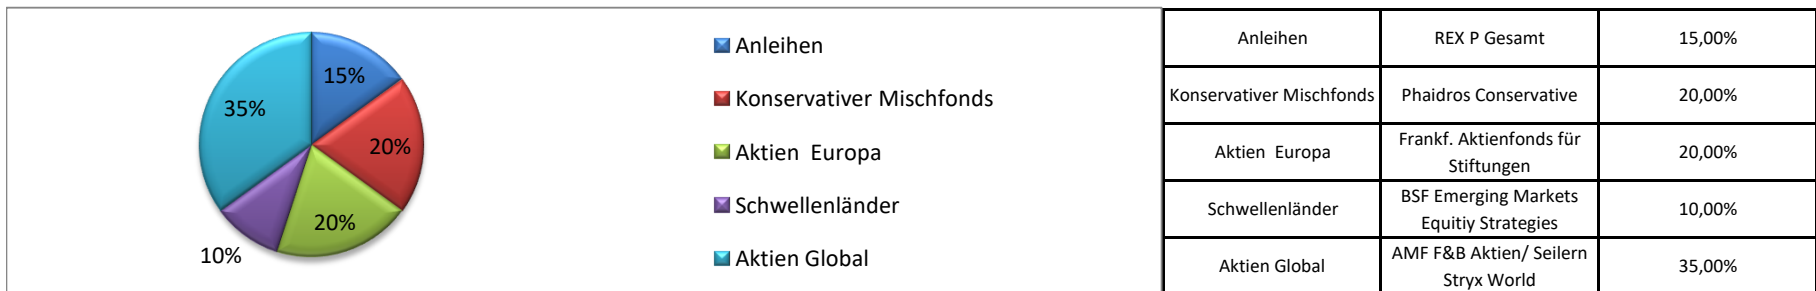 15%
20%
20%
10%
35%
Anleihen
Konservativer Mischfonds
Aktien  Europa
Schwellenländer
Aktien Global
Anleihen REX P Gesamt 15,00%
Konservativer Mischfonds Phaidros Conservative 20,00%
Aktien  Europa Frankf. Aktienfonds für
Stiftungen 20,00%
Schwellenländer BSF Emerging Markets
Equitiy Strategies 10,00%
Aktien Global AMF F&B Aktien/ Seilern
Stryx World 35,00%